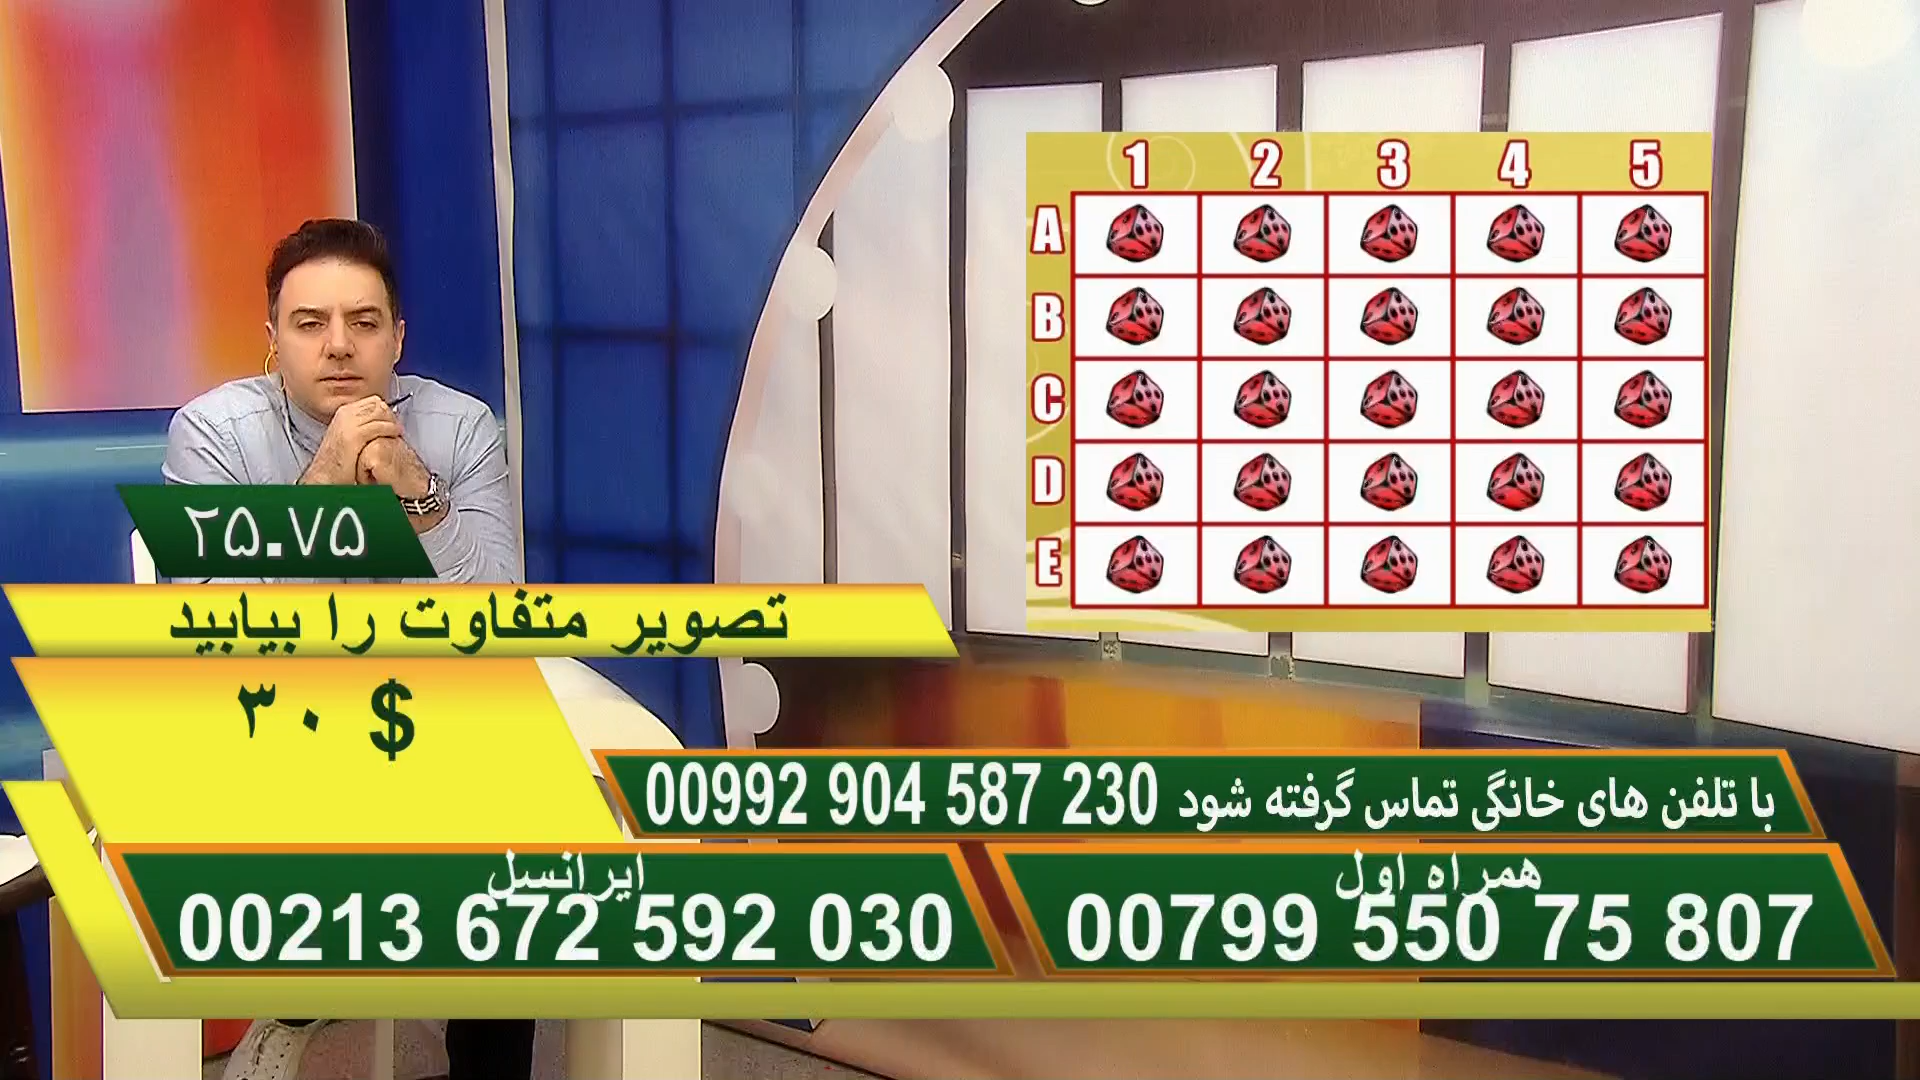 1 2 3 4 5
A
B
C
D
E
۲۵.۷۵
تصویر متفاوت را بیابید
۳۰ $
با تلفن های خانگی تماس گرفته شود 00992 904 587 230
ایرانسل
00213 672 592 030
همراه اول
00799 550 75 807